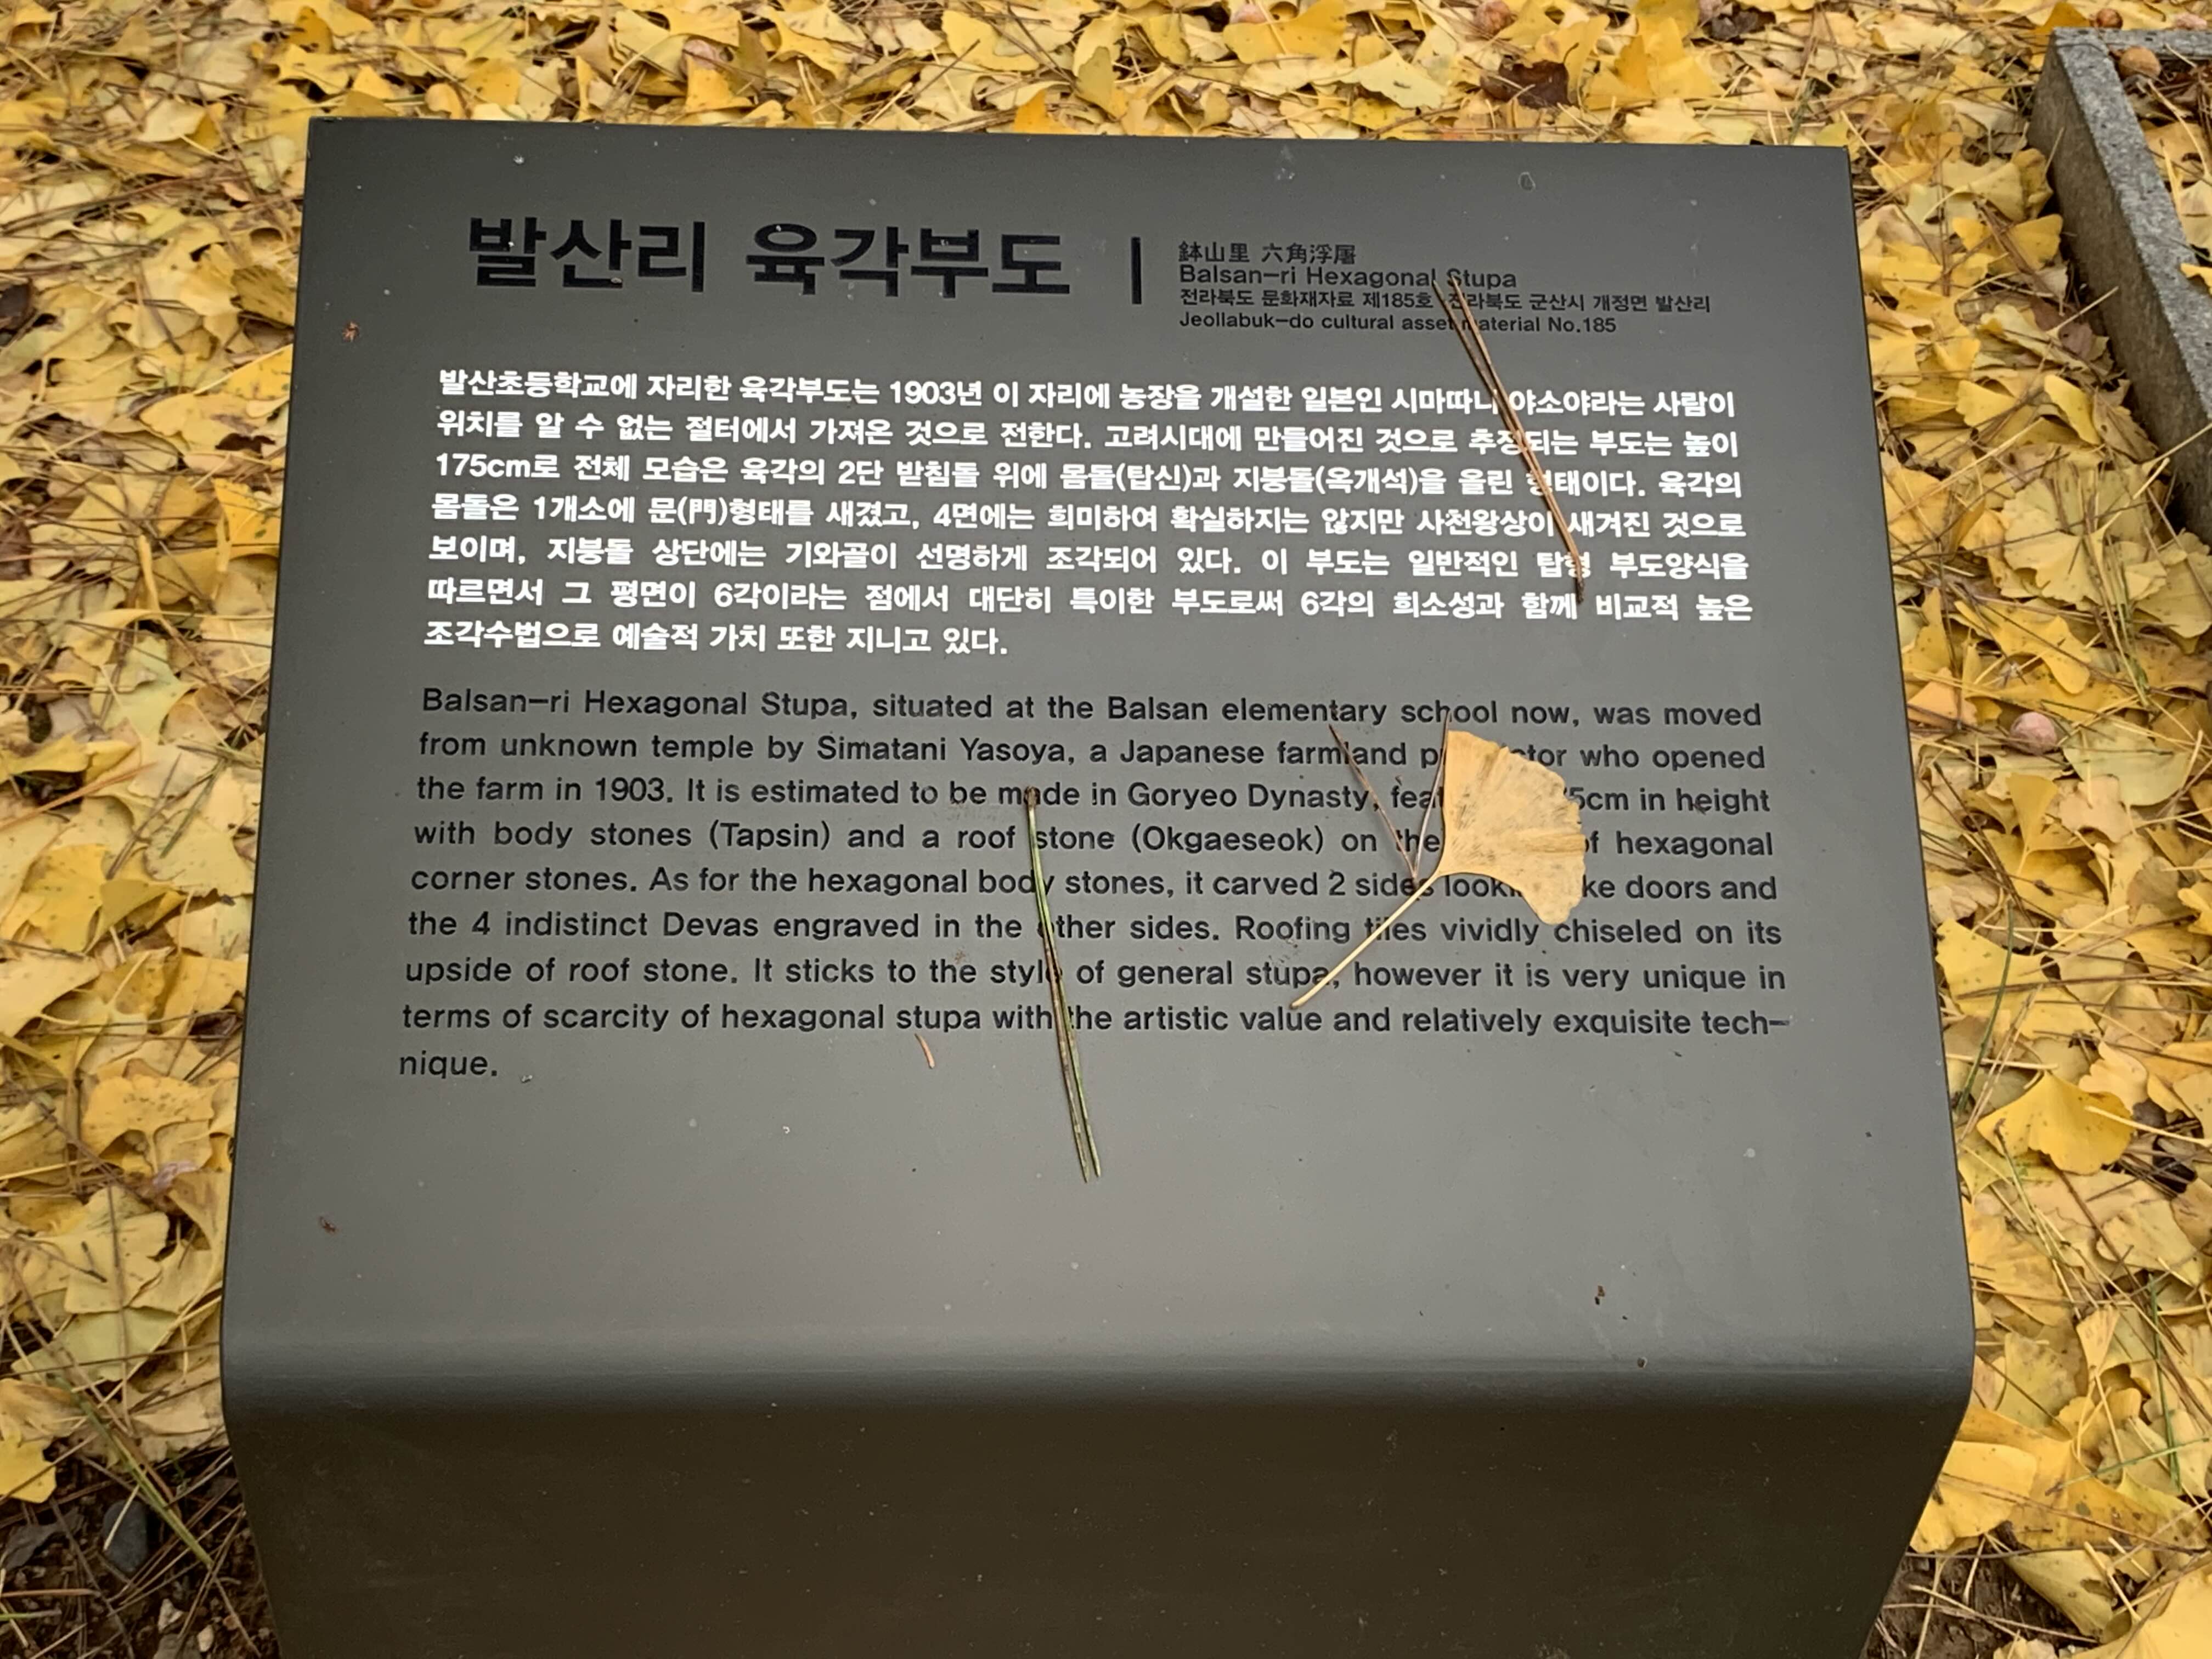 발산리 육각부도
鉢山里 六角浮屠
Balsan-ri Hexagonal Stupa
전라북도 문화재자료 제185호 전라북도 군산시 개정면 발산리
Jeollabuk-do cultural asset material No.185
발산초등학교에 자리한 육각부도는 1903년 이 자리에 농장을 개설한 일본인 시마따니 야소야라는 사람이
위치를 알 수 없는 절터에서 가져온 것으로 전한다. 고려시대에 만들어진 것으로 추정되는 부도는 높이
175cm로 전체 모습은 육각의 2단 받침돌 위에 몸돌(탑신)과 지붕돌(옥개석)을 올린 형태이다. 육각의
몸돌은 1개소에 문(門)형태를 새겼고, 4면에는 희미하여 확실하지는 않지만 사천왕상이 새겨진 것으로
보이며, 지붕돌 상단에는 기와골이 선명하게 조각되어 있다. 이 부도는 일반적인 탑형 부도양식을
따르면서 그 평면이 6각이라는 점에서 대단히 특이한 부도로써 6각의 희소성과 함께 비교적 높은
조각수법으로 예술적 가치 또한 지니고 있다.
Balsan-ri Hexagonal Stupa, situated at the Balsan elementary school now, was moved
from unknown temple by Simatani Yasoya, a Japanese farmland who opened
the farm in 1903. It is estimated to be made in Goryeo Dynasty, in height
with body stones (Tapsin) and a roof stone (Okgaeseok) on the of hexagonal
corner stones. As for the hexagonal body stones, it carved 2 sides looking like doors and
the 4 indistinct Devas engraved in the other sides. Roofing tiles vividly chiseled on its
upside of roof stone. It sticks to the style of general stupa, however it is very unique in
terms of scarcity of hexagonal stupa with the artistic value and relatively exquisite tech-
nique.